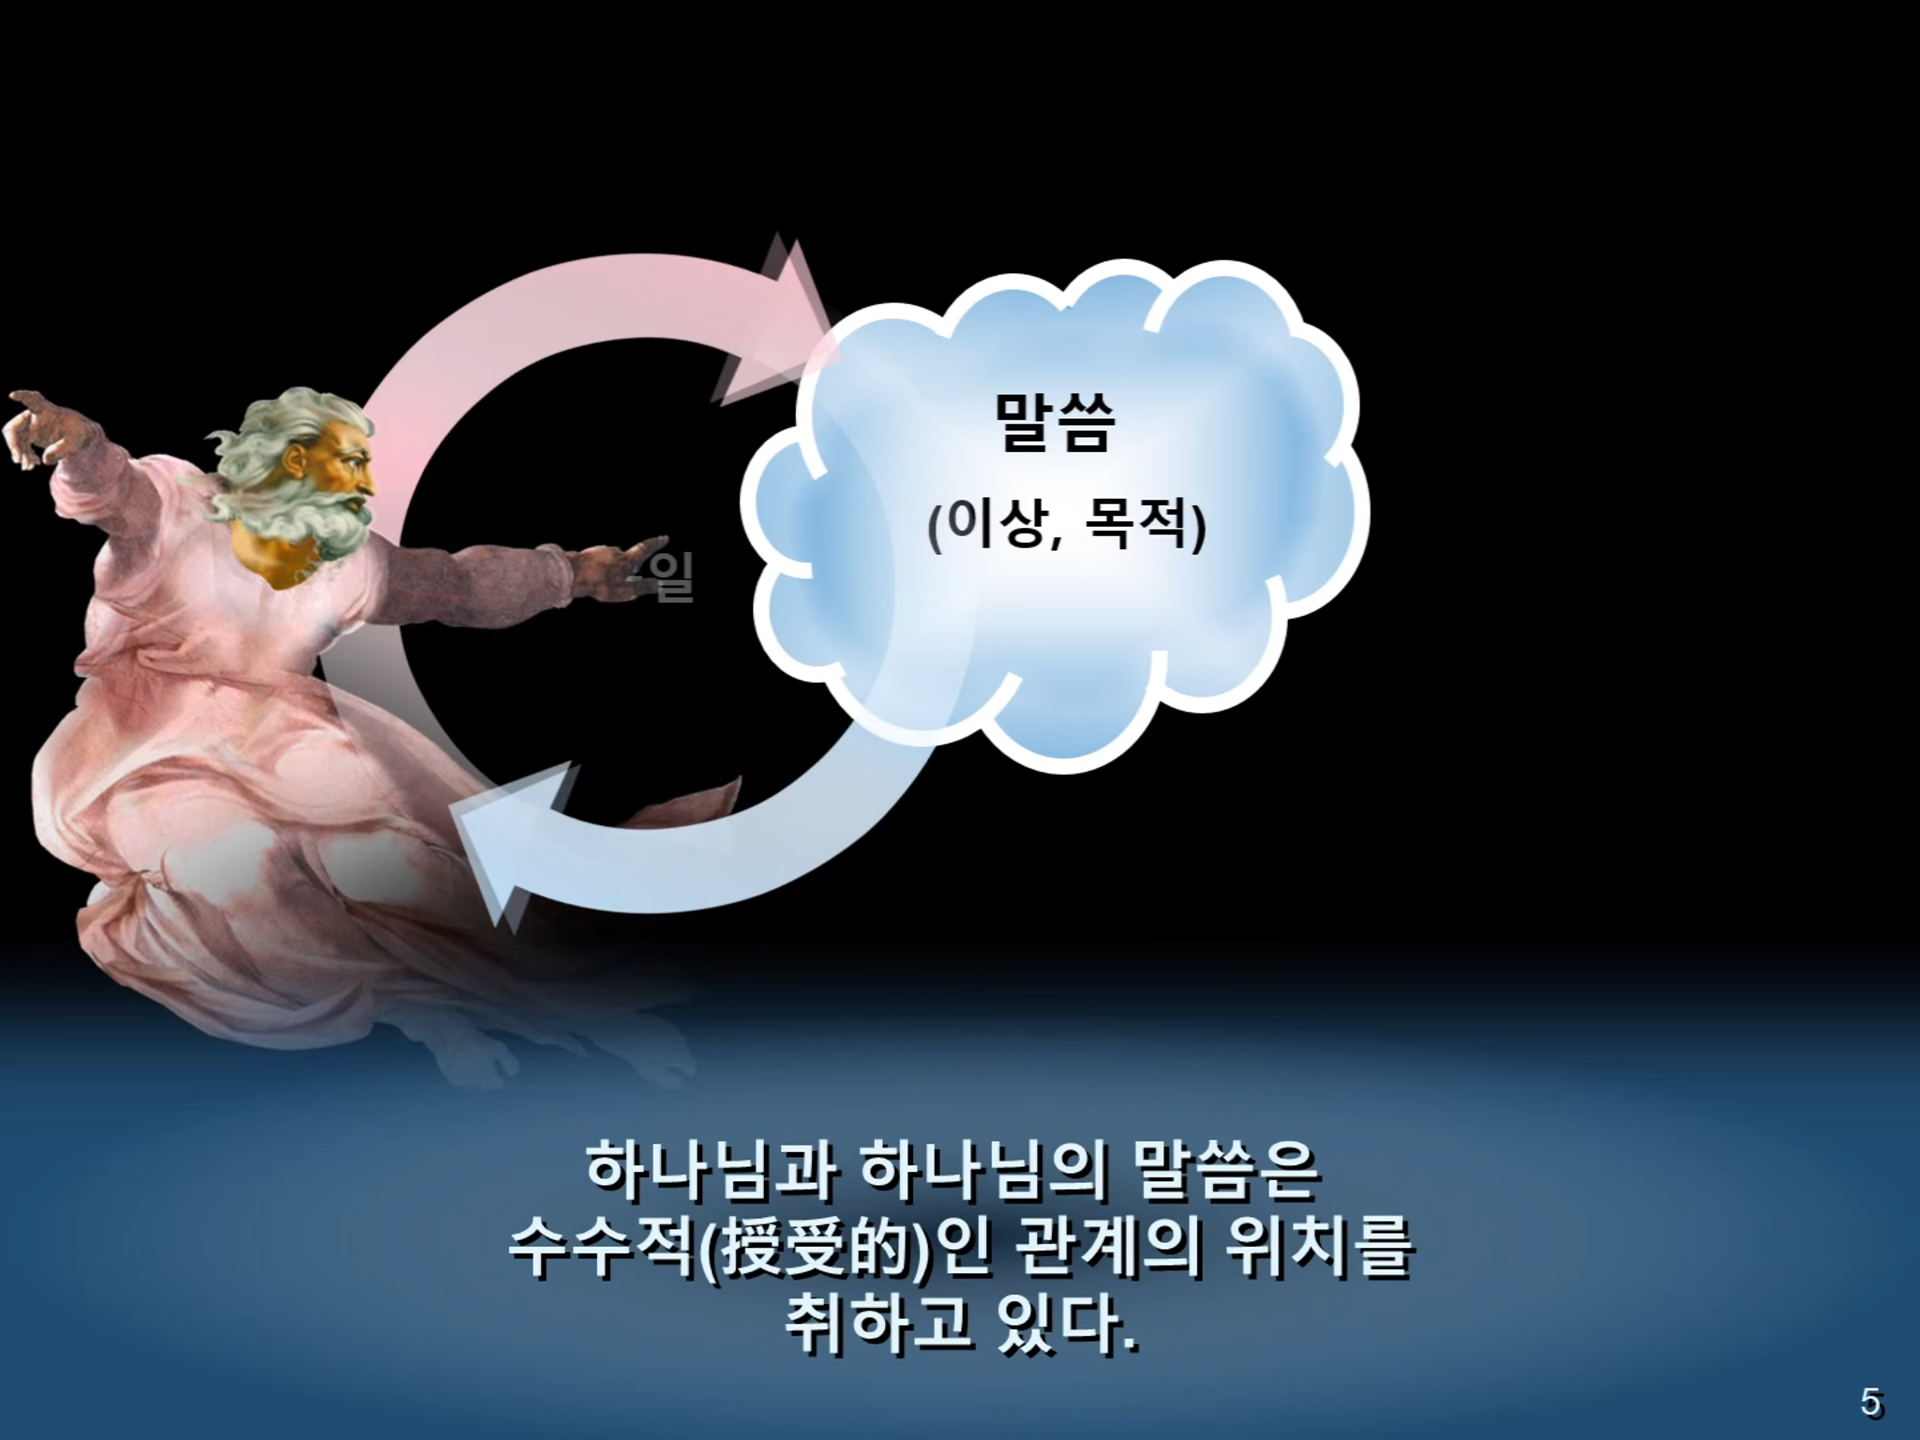 말씀
(이상, 목적)
일
하나님과 하나님의 말씀은
수수적(授受的)인 관계의 위치를
취하고 있다.
5